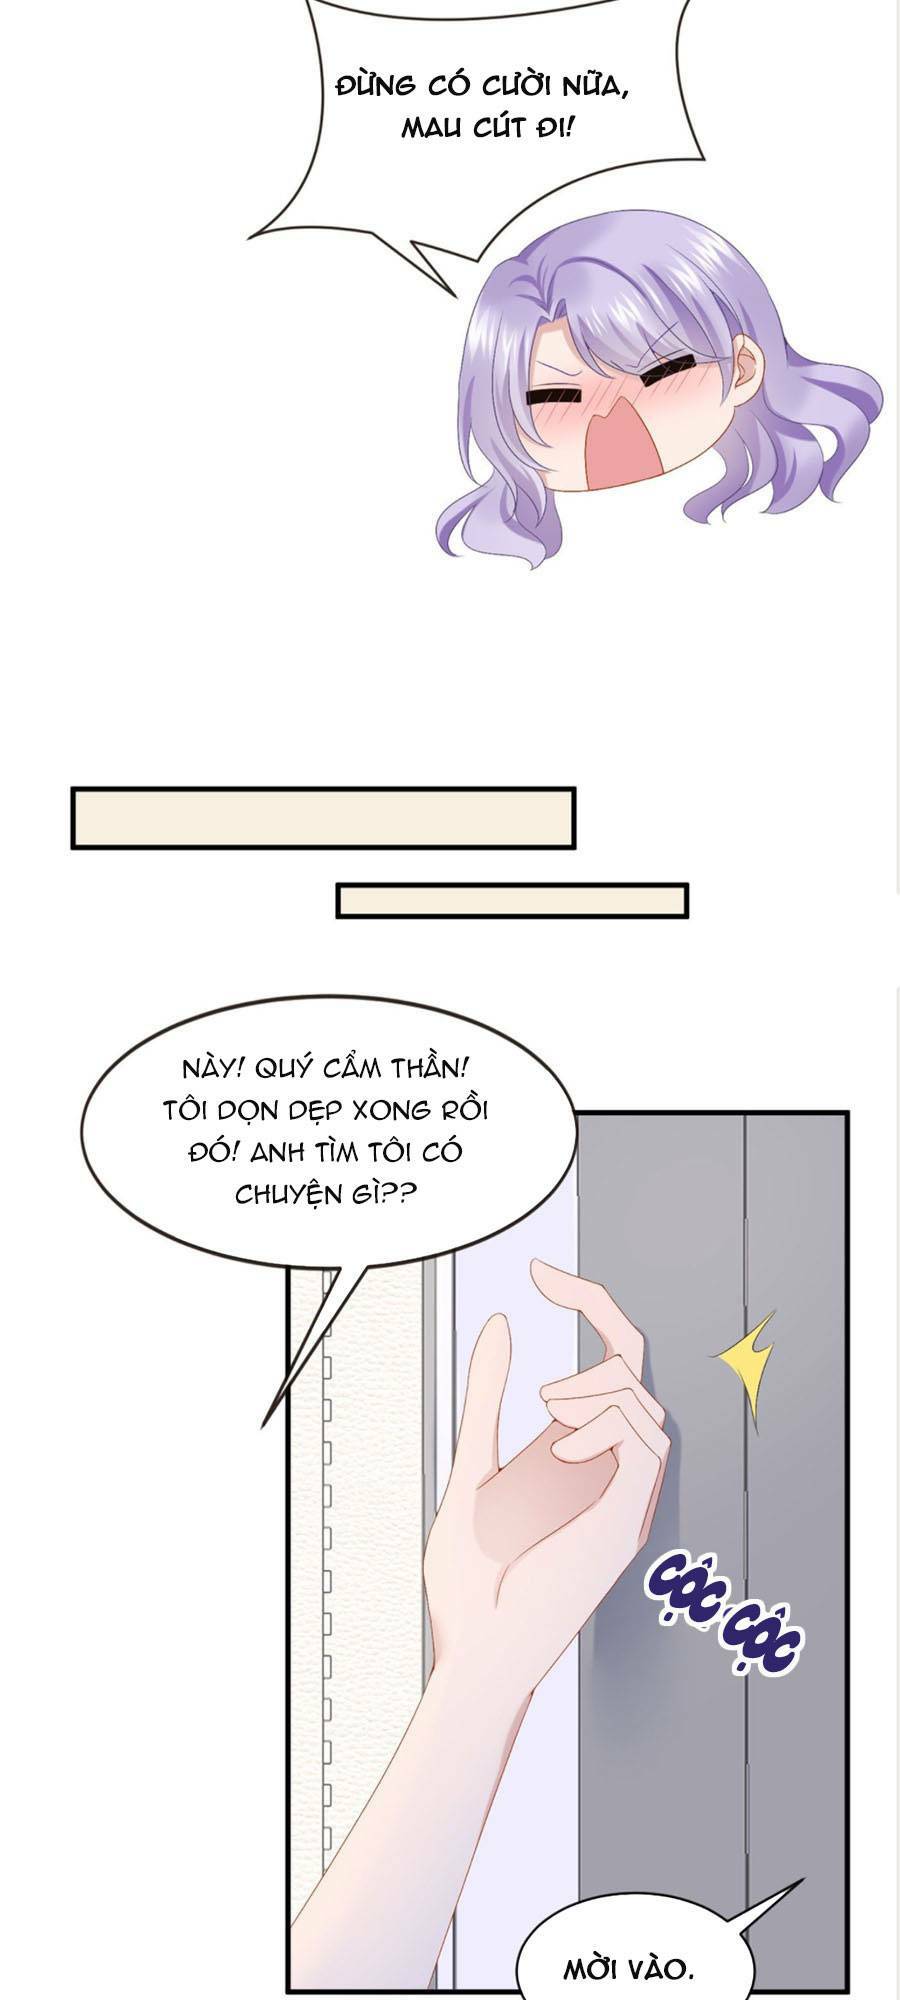 ĐỪNG CÓ CƯỜI NỮA,
MAU CÚT ĐI!
NÀY! QUÝ CẨM THẦN!
TÔI DỌN DẸP XONG RỒI
ĐÓ! ANH TÌM TÔI CÓ
CHUYỆN GÌ??
CỘC CỘC
MỜI VÀO.